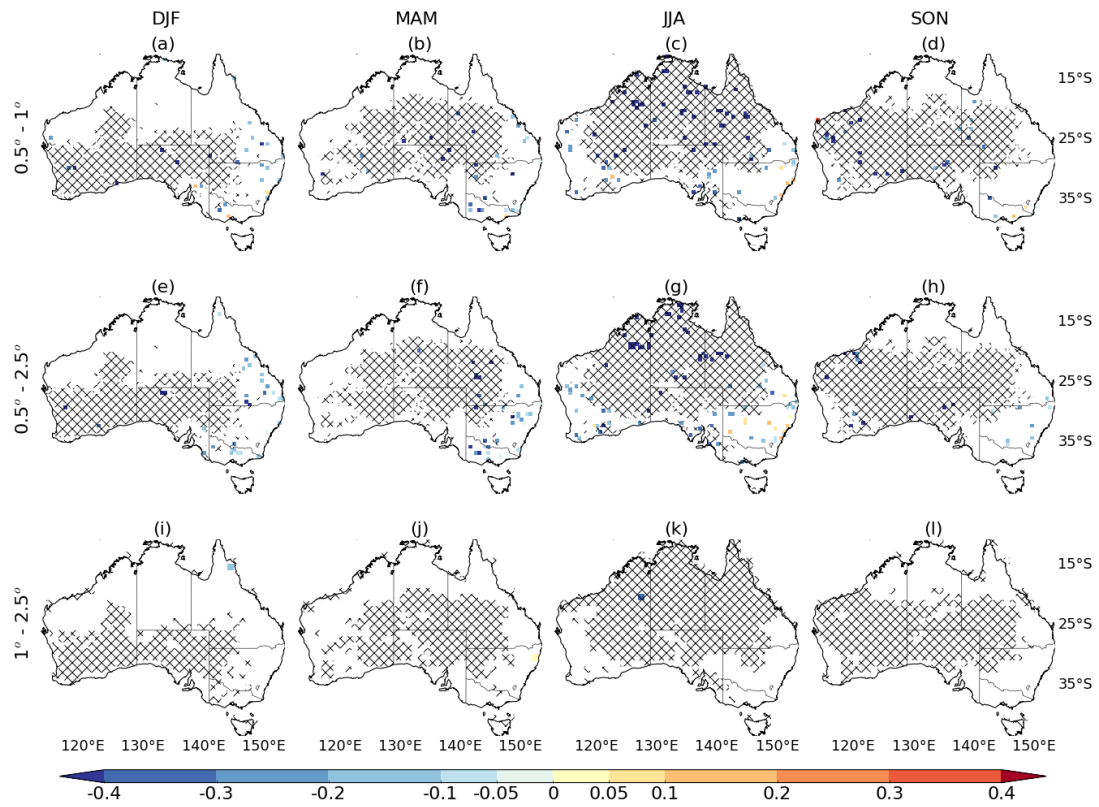 DJF MAM JJA SON
(a) (b) (c) (d)
0.5° - 1°
15°S
25°S
35°S
(e) (f) (g) (h)
0.5° - 2.5°
15°S
25°S
35°S
(i) (j) (k) (l)
1° - 2.5°
15°S
25°S
35°S
120°E 130°E 140°E 150°E 120°E 130°E 140°E 150°E 120°E 130°E 140°E 150°E 120°E 130°E 140°E 150°E
-0.4 -0.3 -0.2 -0.1 -0.05 0 0.05 0.1 0.2 0.3 0.4